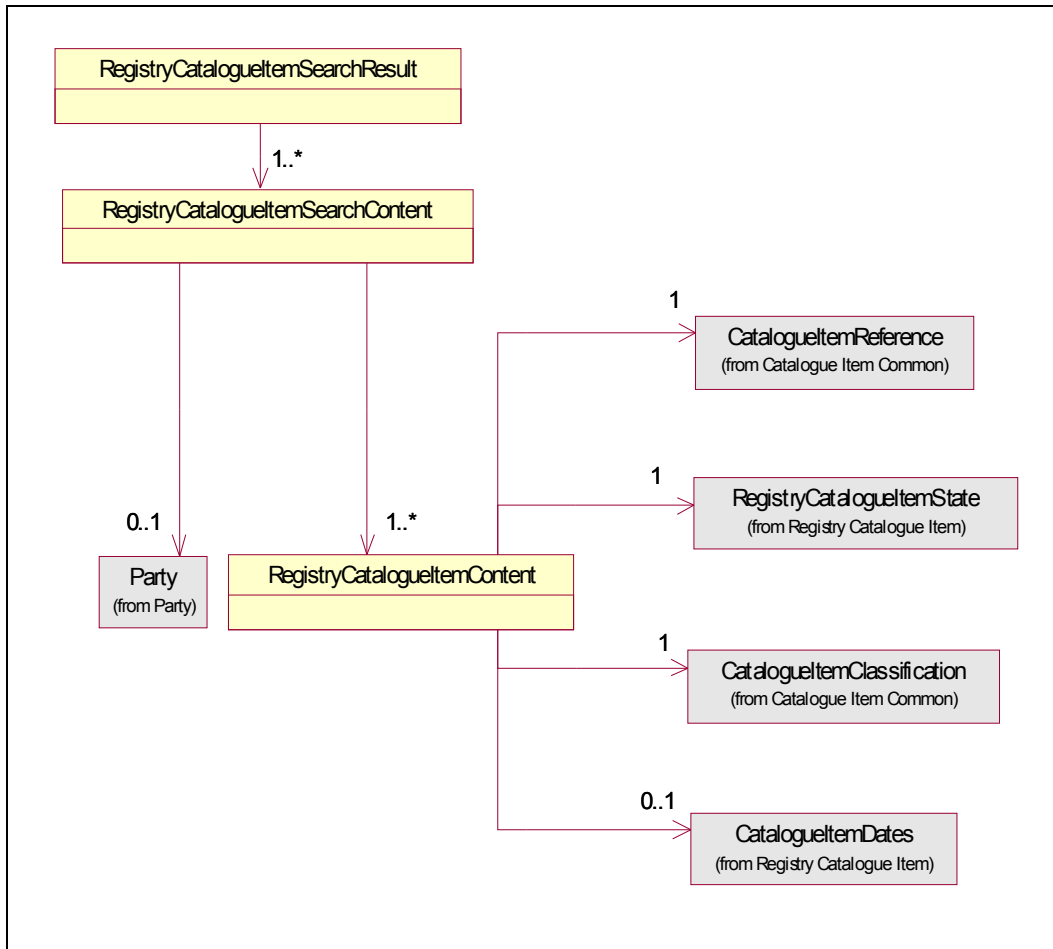 RegistryCatalogueItemSearchResult
1..*
RegistryCatalogueItemSearchContent
1
CatalogueItemReference
(from Catalogue Item Common)
1
RegistryCatalogueItemState
(from Registry Catalogue Item)
0..1
1..*
Party
(from Party)
RegistryCatalogueItemContent
1
CatalogueItemClassification
(from Catalogue Item Common)
0..1
CatalogueItemDates
(from Registry Catalogue Item)